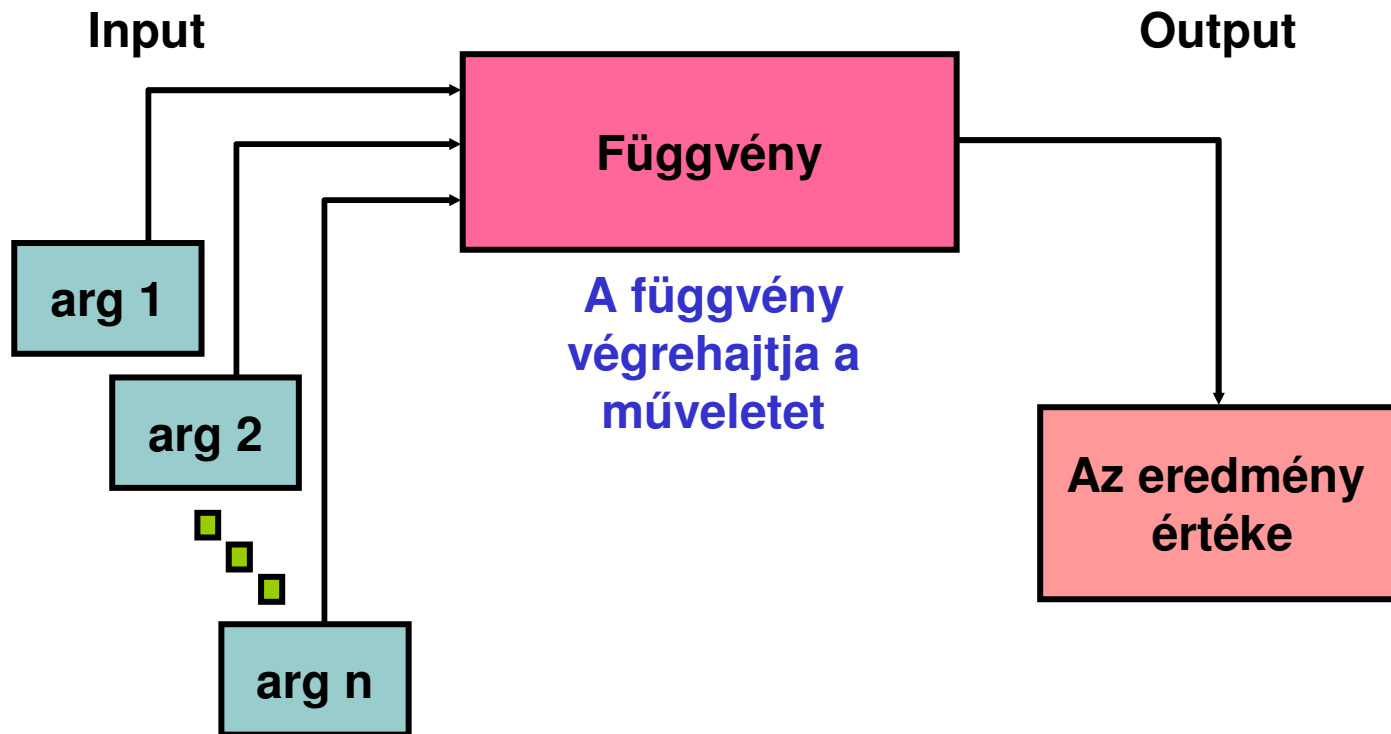 Input
Output
Függvény
arg 1
A függvény
végrehajtja a
műveletet
arg 2
Az eredmény
értéke
arg n